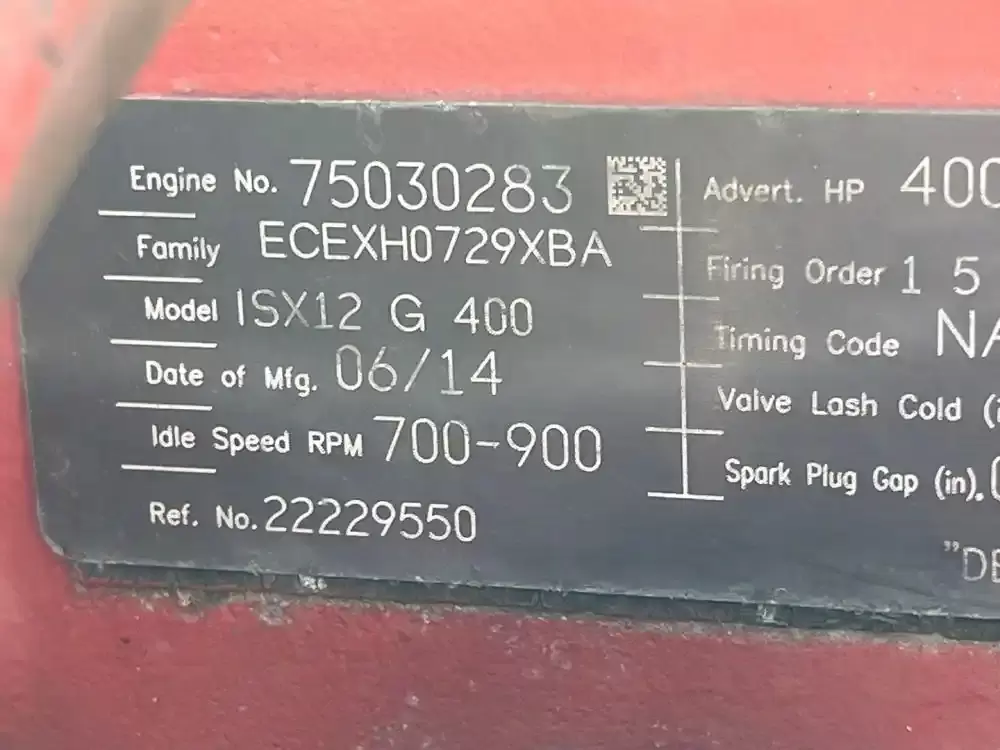 Engine No. 75030283
Family ECEXH0729XBA
Model ISX12 G 400
Date of Mfg. 06/14
Idle Speed RPM 700-900
Ref. No. 22229550
Advert. HP 400
Firing Order 1 5
Timing Code NA
Valve Lash Cold (
Spark Plug Gap (in).
"DE